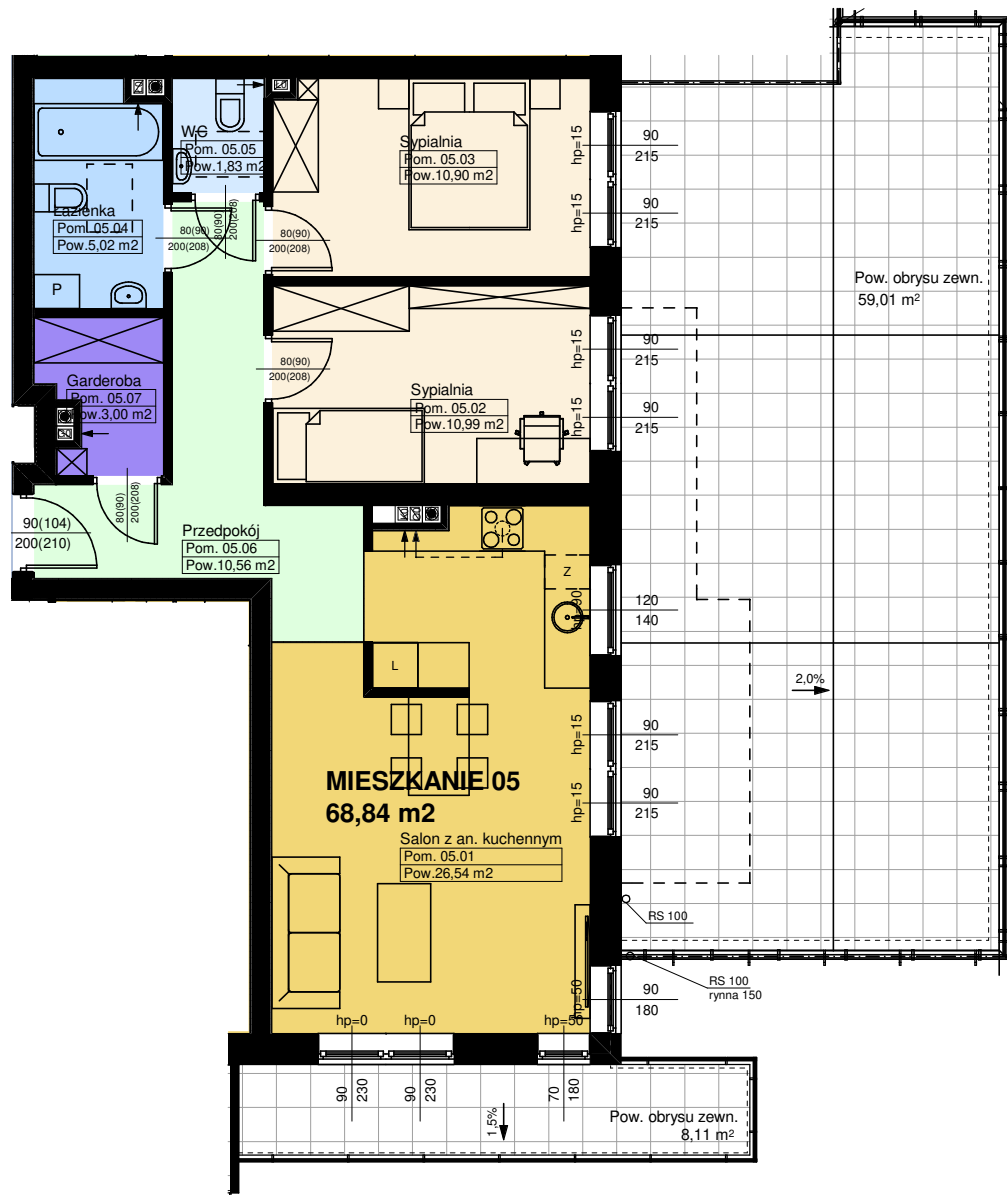 WC
Pom. 05.05
Pow.1,83 m2
Sypialnia
Pom. 05.03
Pow.10,90 m2
hp=15
90
215
hp=15
90
215
Łazienka
Pom. 05.04
Pow.5,02 m2
80(90)
200(208)
80(90)
200(208)
80(90)
200(208)
P
Pow. obrysu zewn.
59,01 m²
Garderoba
Pom. 05.07
Pow.3,00 m2
80(90)
200(208)
Sypialnia
Pom. 05.02
Pow.10,99 m2
hp=15
90
215
hp=15
90
215
90(104)
200(210)
80(90)
200(208)
Przedpokój
Pom. 05.06
Pow.10,56 m2
Z
hp=90
120
140
L
2,0%
hp=15
90
215
hp=15
90
215
MIESZKANIE 05
68,84 m2
Salon z an. kuchennym
Pom. 05.01
Pow.26,54 m2
RS 100
RS 100
rynna 150
hp=50
90
180
hp=0
hp=0
hp=50
90
230
90
230
70
180
1,5%
Pow. obrysu zewn.
8,11 m²